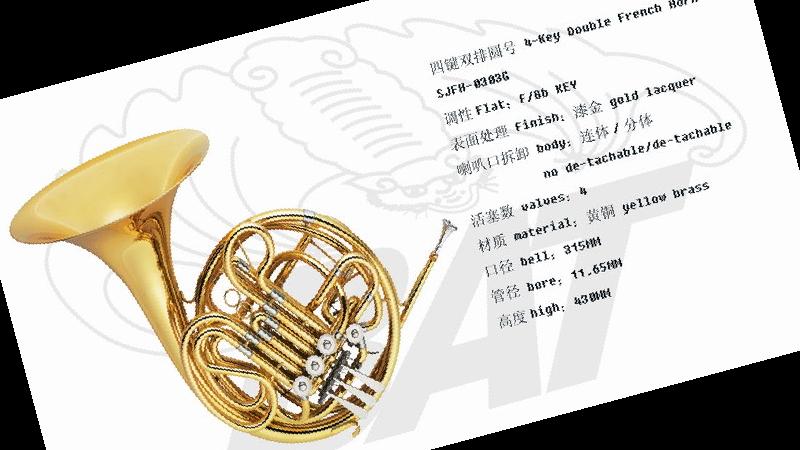 四键双排圆号 4-Key Double French Horn
SJFH-0303G
调性 Flat: F/Bb KEY
表面处理 Finish: 漆金 gold lacquer
喇叭口拆卸 body: 连体 / 分体
no de-tachable/de-tachable
活塞数 valves: 4
材质 material: 黄铜 yellow brass
口径 bell: 315MM
管径 bore: 11.65MM
高度 high: 430MM